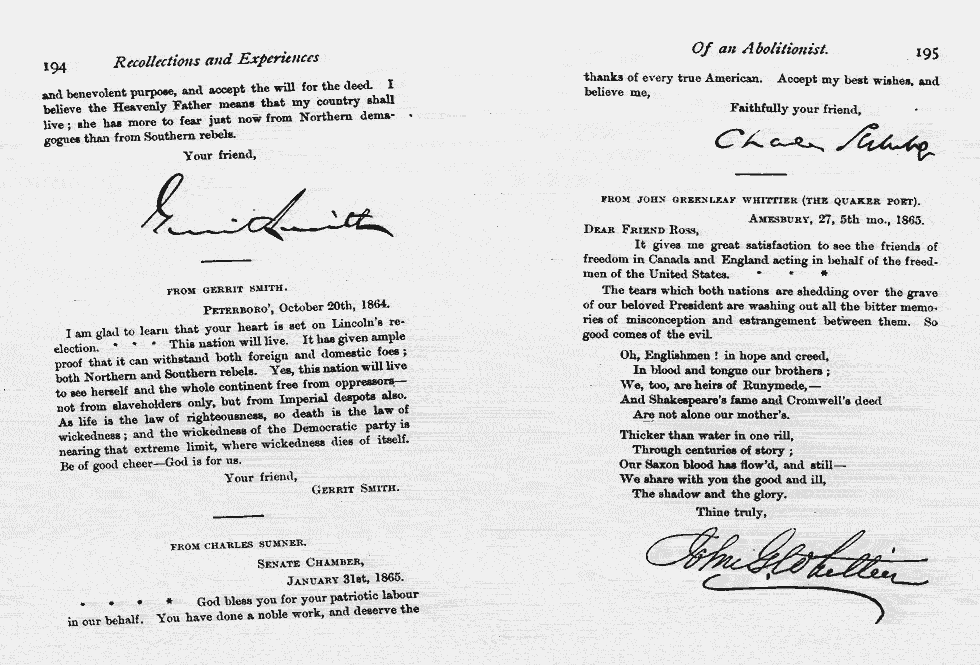 194 Recollections and Experiences
and benevolent purpose, and accept the will for the deed. I
believe the Heavenly Father means that my country shall
live; she has more to fear just now from Northern dema-
gogues than from Southern rebels.
Your friend,
Gerrit Smith
FROM GERRIT SMITH.
PETERBORO', October 20th, 1864.
I am glad to learn that your heart is set on Lincoln's re-
election. * * * This nation will live. It has given ample
proof that it can withstand both foreign and domestic foes;
both Northern and Southern rebels. Yes, this nation will live
to see herself and the whole continent free from oppressors—
not from slaveholders only, but from Imperial despots also.
As life is the law of righteousness, so death is the law of
wickedness; and the wickedness of the Democratic party is
nearing that extreme limit, where wickedness dies of itself.
Be of good cheer—God is for us.
Your friend,
GERRIT SMITH.
FROM CHARLES SUMNER.
SENATE CHAMBER,
JANUARY 31st, 1865.
* * * * God bless you for your patriotic labour
in our behalf. You have done a noble work, and deserve the
Of an Abolitionist. 195
thanks of every true American. Accept my best wishes, and
believe me,
Faithfully your friend,
Charles Sumner
FROM JOHN GREENLEAF WHITTIER (THE QUAKER POET).
AMESBURY, 27, 5th mo., 1865.
DEAR FRIEND ROSS,
It gives me great satisfaction to see the friends of
freedom in Canada and England acting in behalf of the freed-
men of the United States. * * *
The tears which both nations are shedding over the grave
of our beloved President are washing out all the bitter memo-
ries of misconception and estrangement between them. So
good comes of the evil.
Oh, Englishmen! in hope and creed,
In blood and tongue our brothers;
We, too, are heirs of Runymede,—
And Shakespeare's fame and Cromwell's deed
Are not alone our mother's.
Thicker than water in one rill,
Through centuries of story;
Our Saxon blood has flow'd, and still—
We share with you the good and ill,
The shadow and the glory.
Thine truly,
John G. Whittier